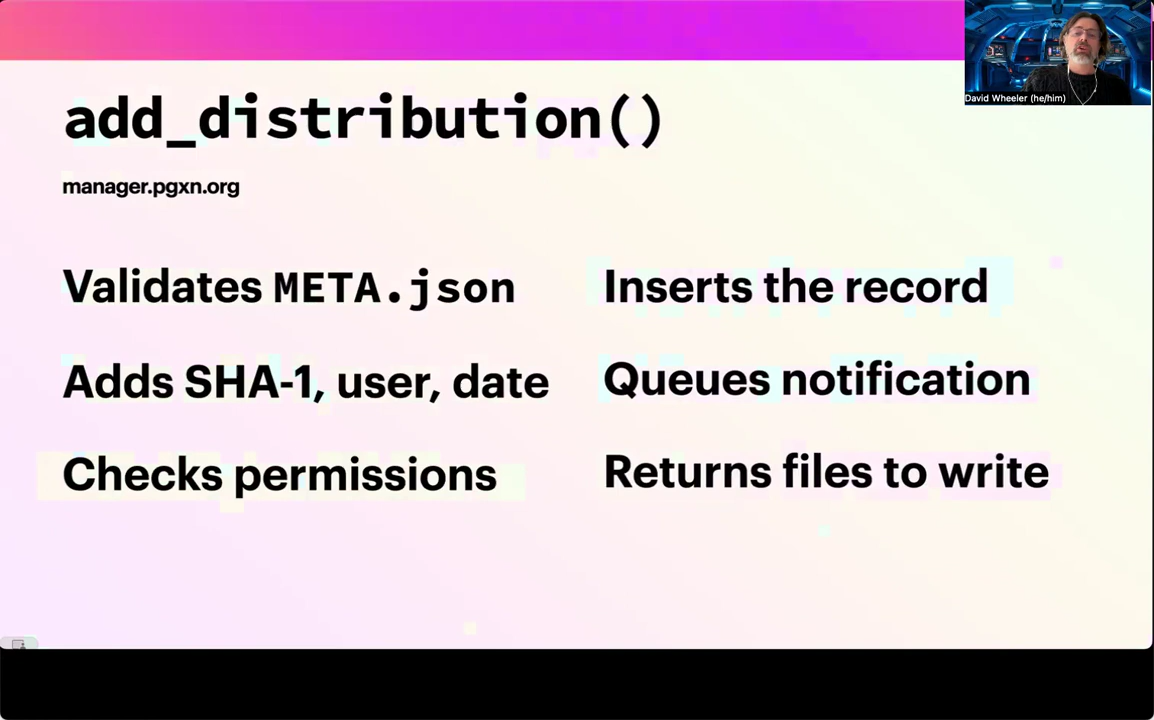 David Wheeler (he/him)
add_distribution()
manager.pgxn.org
Validates META.json
Adds SHA-1, user, date
Checks permissions
Inserts the record
Queues notification
Returns files to write